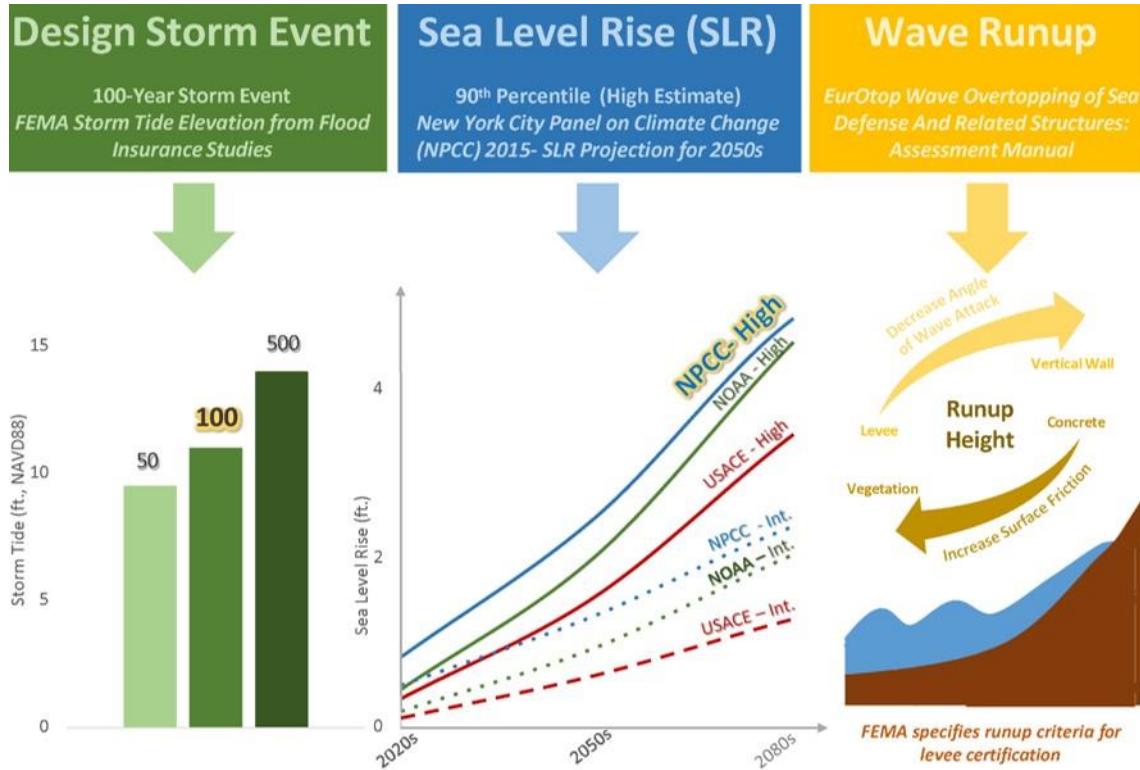 Design Storm Event
100-Year Storm Event
FEMA Storm Tide Elevation from Flood
Insurance Studies
Sea Level Rise (SLR)
90th Percentile (High Estimate)
New York City Panel on Climate Change
(NPCC) 2015- SLR Projection for 2050s
Wave Runup
EurOtop Wave Overtopping of Sea
Defense And Related Structures:
Assessment Manual
Storm Tide (ft., NAVD88)
15
10
5
0
50
100
500
Sea Level Rise (ft.)
4
2
0
2020s
2050s
2080s
NPCC- High
NOAA - High
USACE - High
NPCC - Int.
NOAA – Int.
USACE – Int.
Decrease Angle
of Wave Attack
Vertical Wall
Levee
Runup
Height
Concrete
Vegetation
Increase Surface Friction
FEMA specifies runup criteria for
levee certification